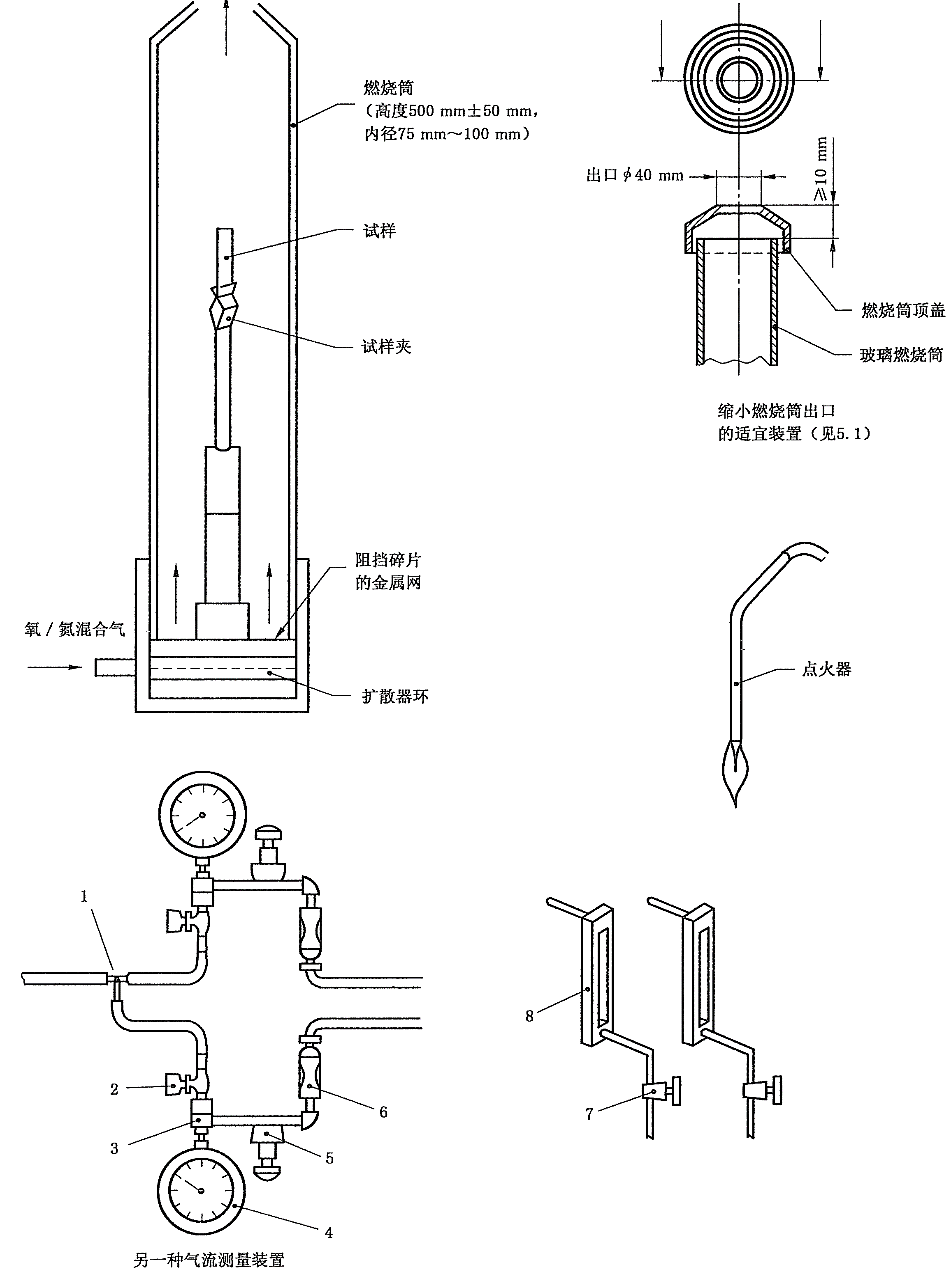 燃烧筒
(高度500 mm±50 mm,
内径75 mm～100 mm)
试样
试样夹
阻挡碎片
的金属网
氧/氮混合气
扩散器环
出口φ40 mm
≥10 mm
燃烧筒顶盖
玻璃燃烧筒
缩小燃烧筒出口
的适宜装置(见5.1)
点火器
1
2
3
4
5
6
7
8
另一种气流测量装置